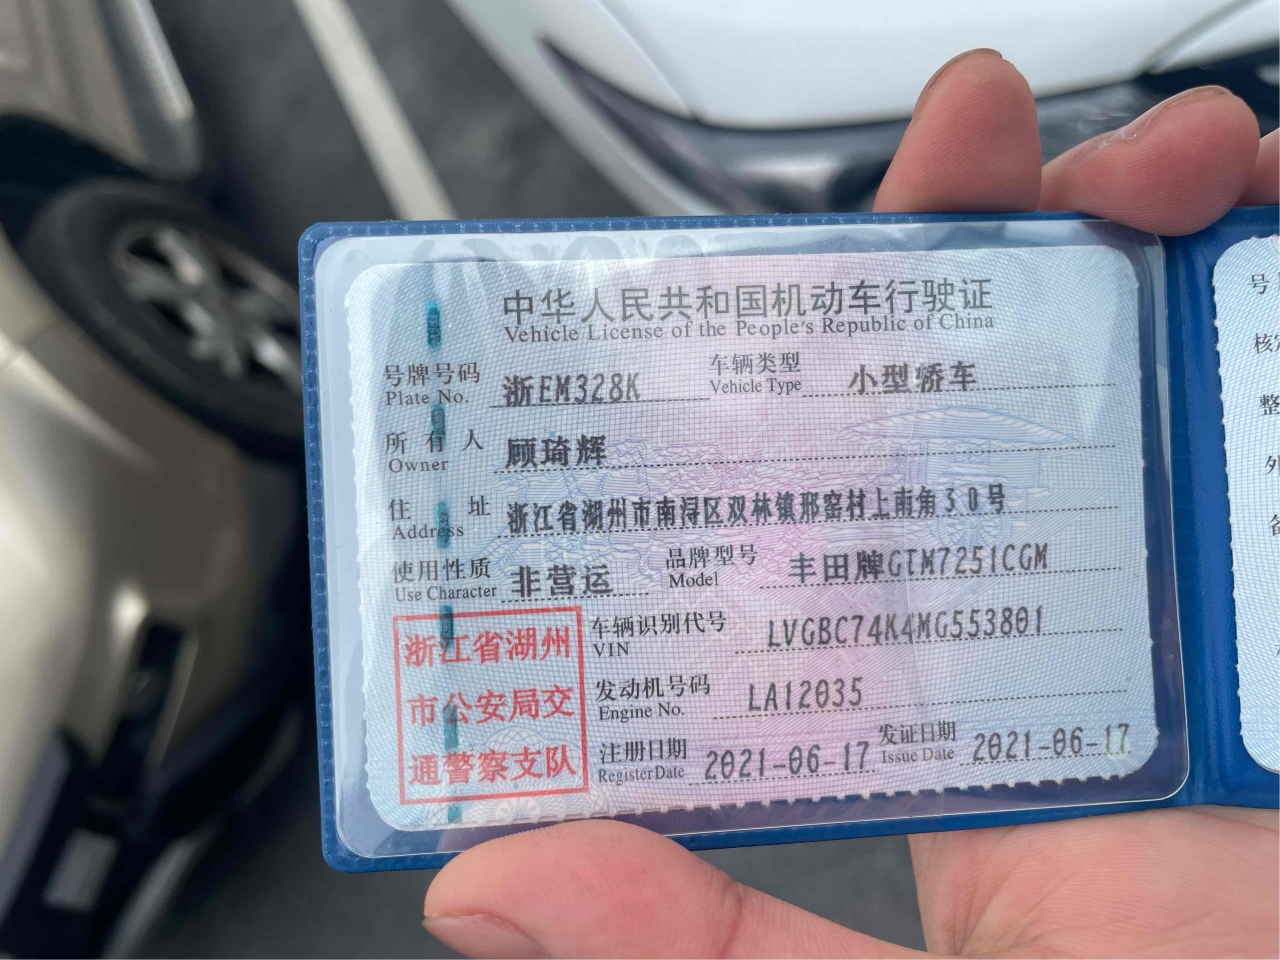 中华人民共和国机动车行驶证
Vehicle License of the People's Republic of China
号牌号码 浙EM328K 车辆类型 小型轿车
Plate No. Vehicle Type
所有人 顾琦辉
Owner
住址 浙江省湖州市南浔区双林镇邢窑村上南角30号
Address
使用性质 非营运 品牌型号 丰田牌GTM7251CGM
Use Character Model
浙江省湖州
市公安局交
通警察支队
车辆识别代号 LVGBC74K4MG553801
VIN
发动机号码 LA12035
Engine No.
注册日期 2021-06-17 发证日期 2021-06-17
Register Date Issue Date
号
核定
整
外